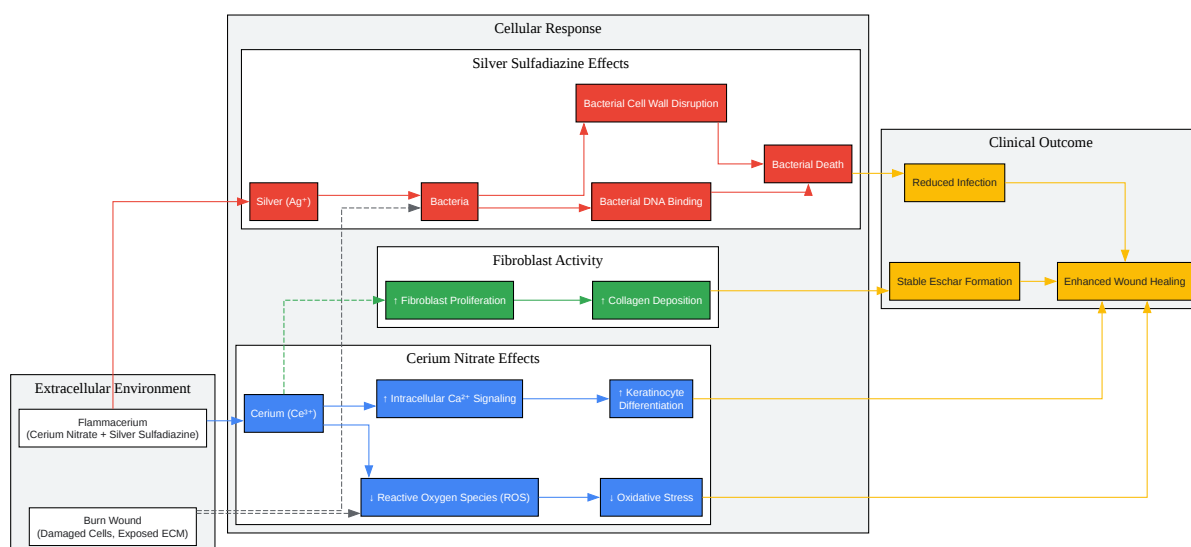 Cellular Response
Silver Sulfadiazine Effects
Bacterial Cell Wall Disruption
Bacterial Death
Silver (Ag⁺)
Bacteria
Bacterial DNA Binding
Clinical Outcome
Reduced Infection
Stable Eschar Formation
Enhanced Wound Healing
Fibroblast Activity
↑ Fibroblast Proliferation
↑ Collagen Deposition
Cerium Nitrate Effects
Cerium (Ce³⁺)
↑ Intracellular Ca²⁺ Signaling
↑ Keratinocyte
Differentiation
↓ Reactive Oxygen Species (ROS)
↓ Oxidative Stress
Extracellular Environment
Flammacerium
(Cerium Nitrate + Silver Sulfadiazine)
Burn Wound
(Damaged Cells, Exposed ECM)